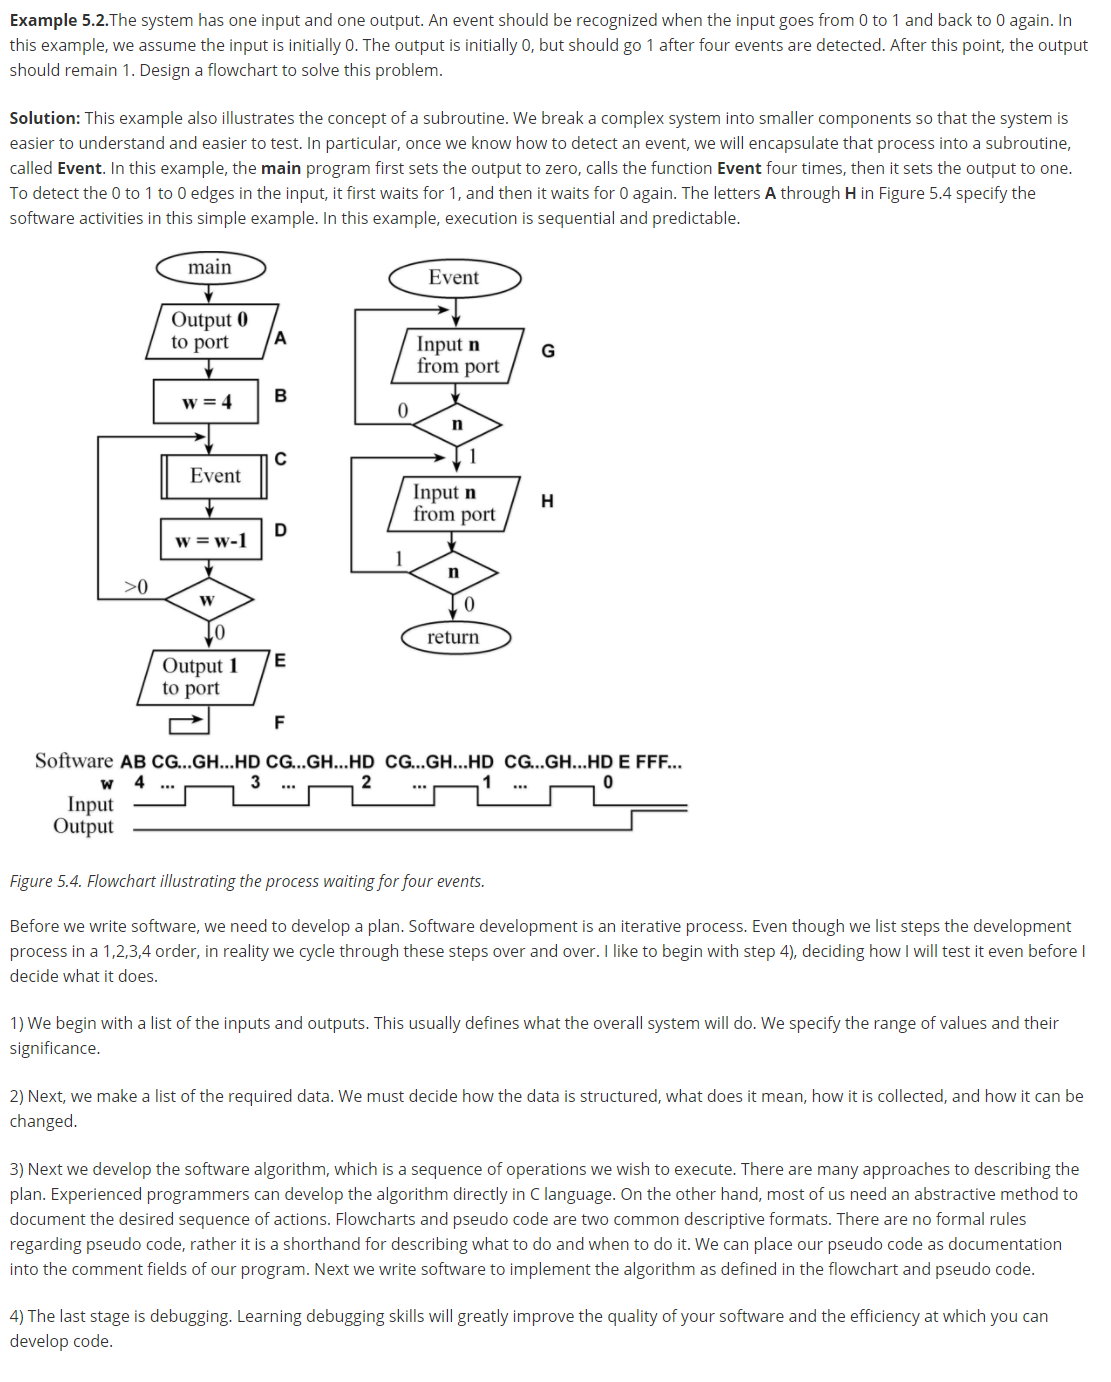 Example 5.2.The system has one input and one output. An event should be recognized when the input goes from 0 to 1 and back to 0 again. In
this example, we assume the input is initially 0. The output is initially 0, but should go 1 after four events are detected. After this point, the output
should remain 1. Design a flowchart to solve this problem.
Solution: This example also illustrates the concept of a subroutine. We break a complex system into smaller components so that the system is
easier to understand and easier to test. In particular, once we know how to detect an event, we will encapsulate that process into a subroutine,
called Event. In this example, the main program first sets the output to zero, calls the function Event four times, then it sets the output to one.
To detect the 0 to 1 to 0 edges in the input, it first waits for 1, and then it waits for 0 again. The letters A through H in Figure 5.4 specify the
software activities in this simple example. In this example, execution is sequential and predictable.
main
Output 0
to port
A
w = 4
B
Event
C
w = w-1
D
>0
w
0
Output 1
to port
E
F
Event
Input n
from port
G
0
n
1
Input n
from port
H
1
n
0
return
Software AB CG...GH...HD CG...GH...HD CG...GH...HD CG...GH...HD E FFF...
w 4 ... 3 ... 2 ... 1 ... 0
Input
Output
Figure 5.4. Flowchart illustrating the process waiting for four events.
Before we write software, we need to develop a plan. Software development is an iterative process. Even though we list steps the development
process in a 1,2,3,4 order, in reality we cycle through these steps over and over. I like to begin with step 4), deciding how I will test it even before I
decide what it does.
1) We begin with a list of the inputs and outputs. This usually defines what the overall system will do. We specify the range of values and their
significance.
2) Next, we make a list of the required data. We must decide how the data is structured, what does it mean, how it is collected, and how it can be
changed.
3) Next we develop the software algorithm, which is a sequence of operations we wish to execute. There are many approaches to describing the
plan. Experienced programmers can develop the algorithm directly in C language. On the other hand, most of us need an abstractive method to
document the desired sequence of actions. Flowcharts and pseudo code are two common descriptive formats. There are no formal rules
regarding pseudo code, rather it is a shorthand for describing what to do and when to do it. We can place our pseudo code as documentation
into the comment fields of our program. Next we write software to implement the algorithm as defined in the flowchart and pseudo code.
4) The last stage is debugging. Learning debugging skills will greatly improve the quality of your software and the efficiency at which you can
develop code.